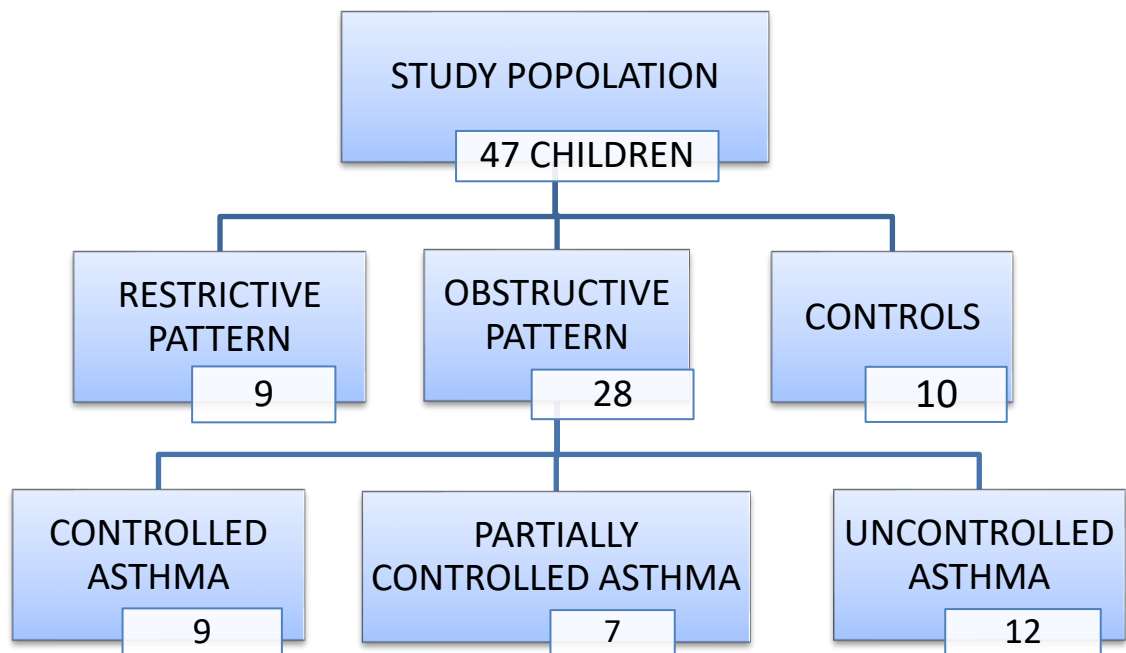 STUDY POPOLATION
47 CHILDREN
RESTRICTIVE
PATTERN
9
OBSTRUCTIVE
PATTERN
28
CONTROLS
10
CONTROLLED
ASTHMA
9
PARTIALLY
CONTROLLED ASTHMA
7
UNCONTROLLED
ASTHMA
12